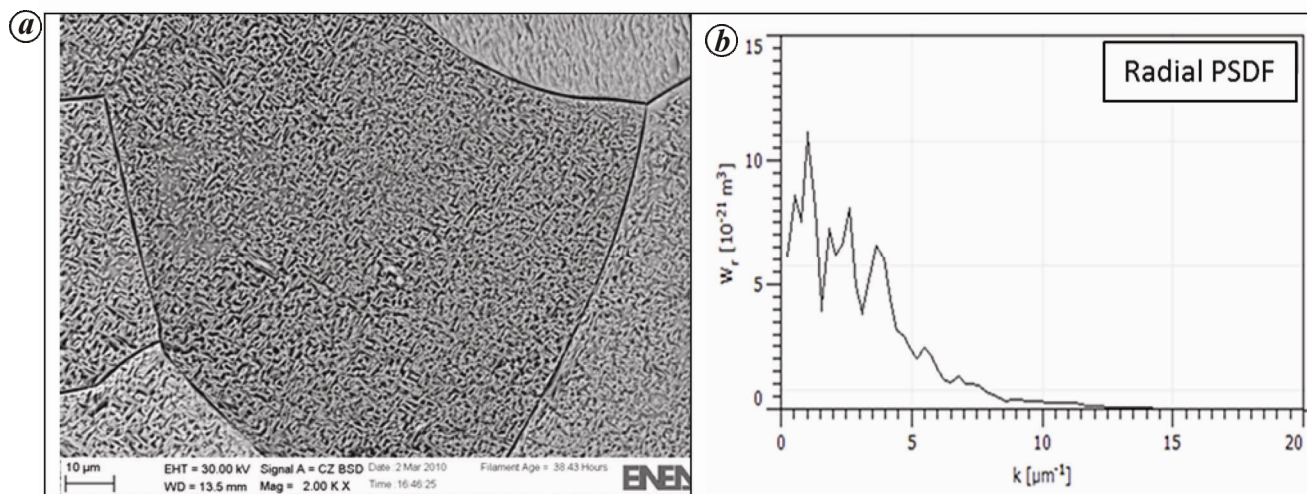 a
10 µm
EHT = 30.00 kV Signal A = CZ BSD Date :2 Mar 2010 Filament Age = 38.43 Hours
WD = 13.5 mm Mag = 2.00 K X Time :16:46:25
b
Radial PSDF
15
10
5
0
W_r [10⁻²¹ m³]
0 5 10 15 20
k [µm⁻¹]